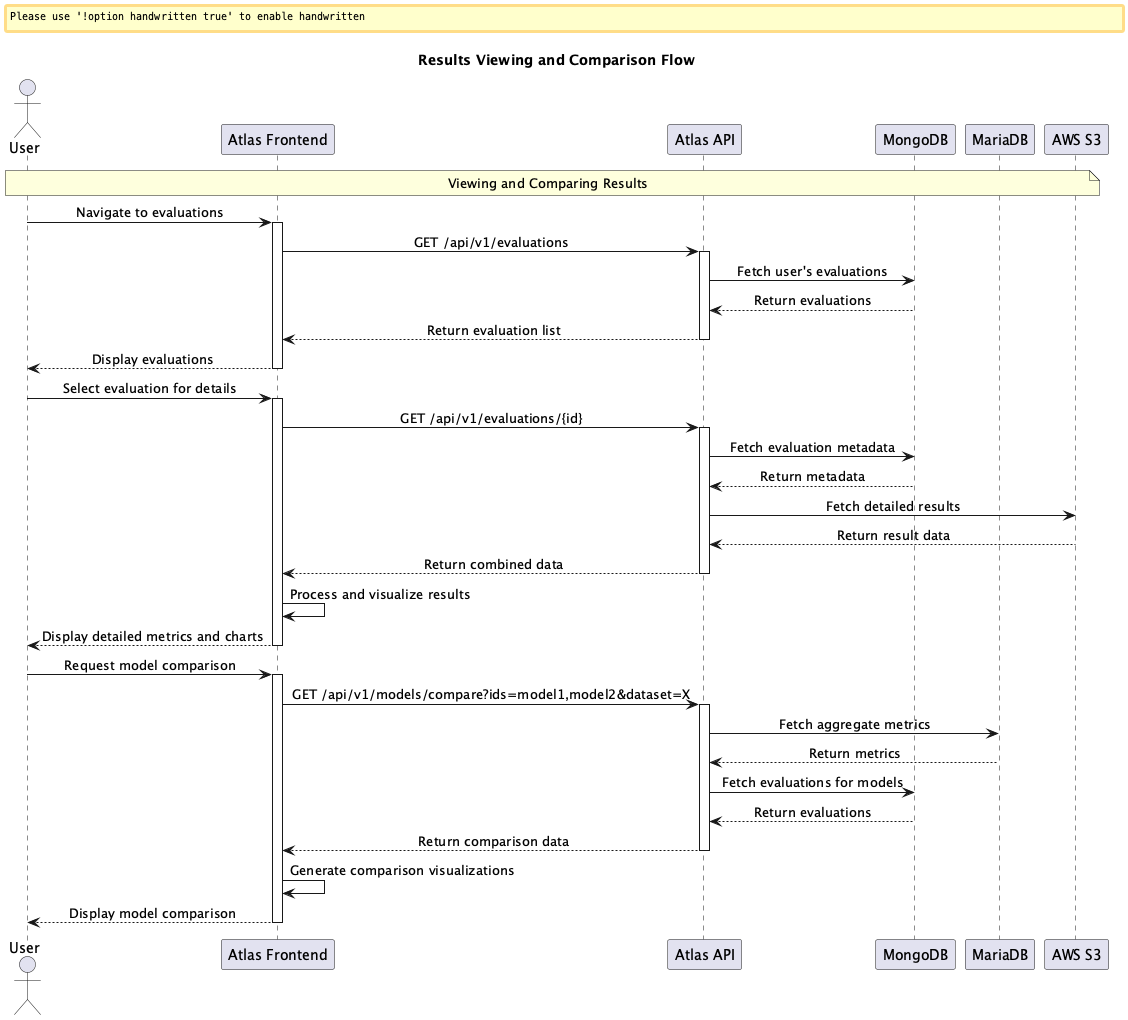 Please use '!option handwritten true' to enable handwritten
Results Viewing and Comparison Flow
User
Atlas Frontend
Atlas API
MongoDB
MariaDB
AWS S3
Viewing and Comparing Results
Navigate to evaluations
GET /api/v1/evaluations
Fetch user's evaluations
Return evaluations
Return evaluation list
Display evaluations
Select evaluation for details
GET /api/v1/evaluations/{id}
Fetch evaluation metadata
Return metadata
Fetch detailed results
Return result data
Return combined data
Process and visualize results
Display detailed metrics and charts
Request model comparison
GET /api/v1/models/compare?ids=model1,model2&dataset=X
Fetch aggregate metrics
Return metrics
Fetch evaluations for models
Return evaluations
Return comparison data
Generate comparison visualizations
Display model comparison
User
Atlas Frontend
Atlas API
MongoDB
MariaDB
AWS S3